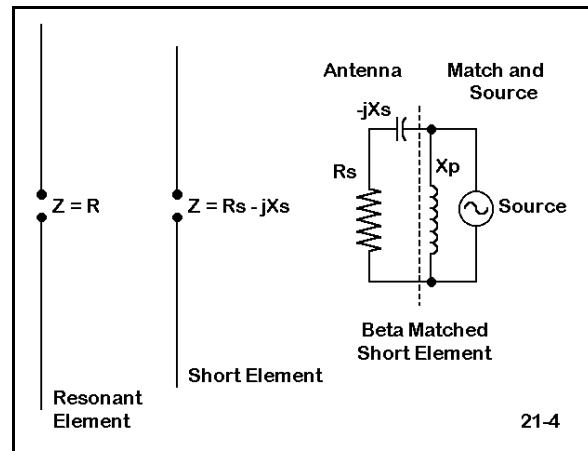 Antenna
Match and
Source
-jXs
Rs
Xp
Source
Z = R
Z = Rs - jXs
Beta Matched
Short Element
Short Element
Resonant
Element
21-4